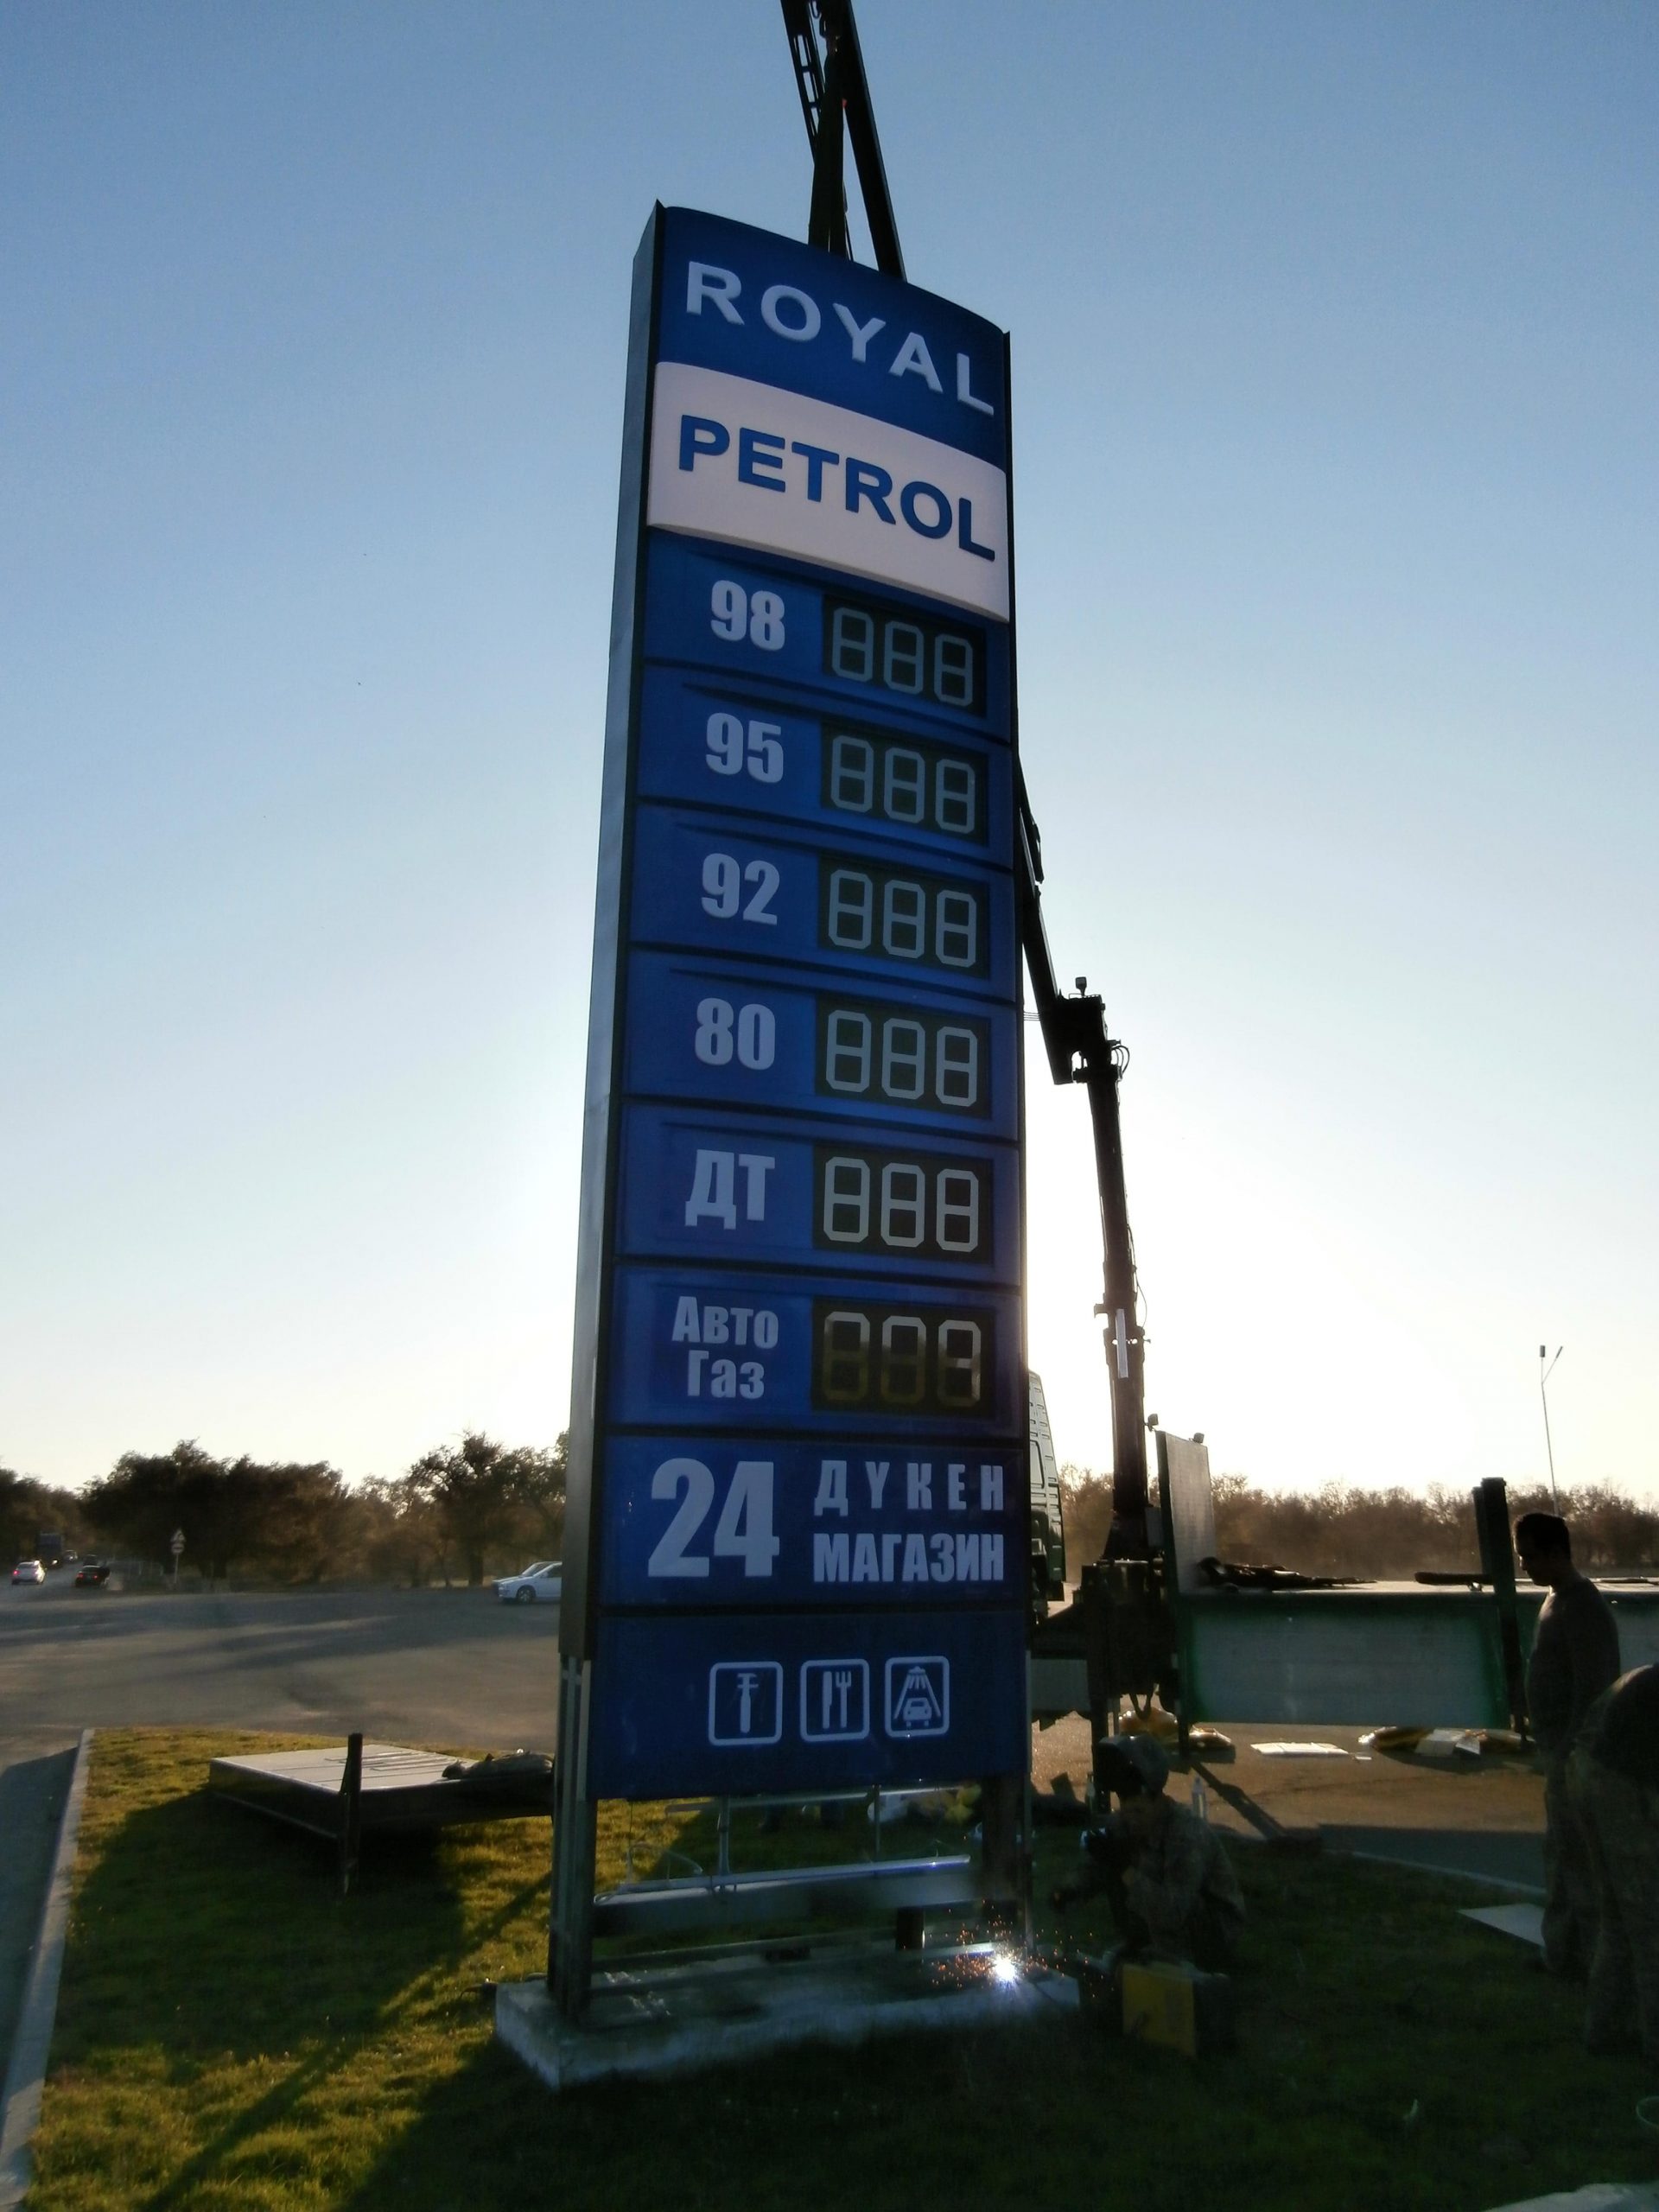 ROYAL
PETROL
98 888
95 888
92 888
80 888
ДТ 888
Авто
Газ
24 ДҮКЕН
МАГАЗИН